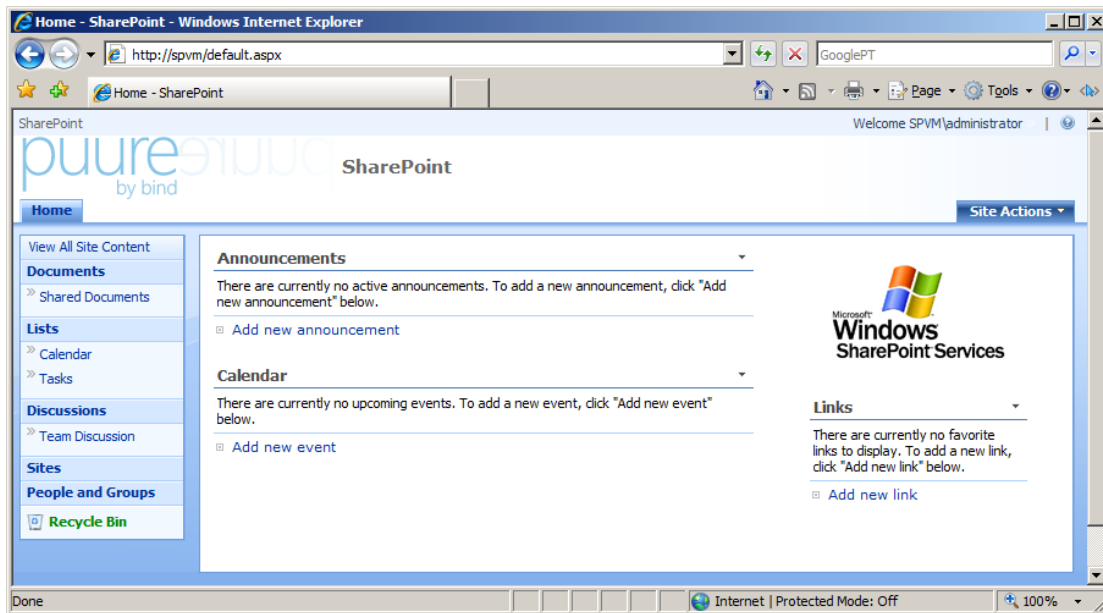 Home - SharePoint - Windows Internet Explorer
http://spvm/default.aspx
GooglePT
Home - SharePoint
Page
Tools
SharePoint
Welcome SPVM\administrator
puure
by bind
SharePoint
Home
Site Actions
View All Site Content
Documents
Shared Documents
Lists
Calendar
Tasks
Discussions
Team Discussion
Sites
People and Groups
Recycle Bin
Announcements
There are currently no active announcements. To add a new announcement, click "Add
new announcement" below.
Add new announcement
Calendar
There are currently no upcoming events. To add a new event, click "Add new event"
below.
Add new event
Microsoft
Windows
SharePoint Services
Links
There are currently no favorite
links to display. To add a new link,
click "Add new link" below.
Add new link
Done
Internet | Protected Mode: Off
100%